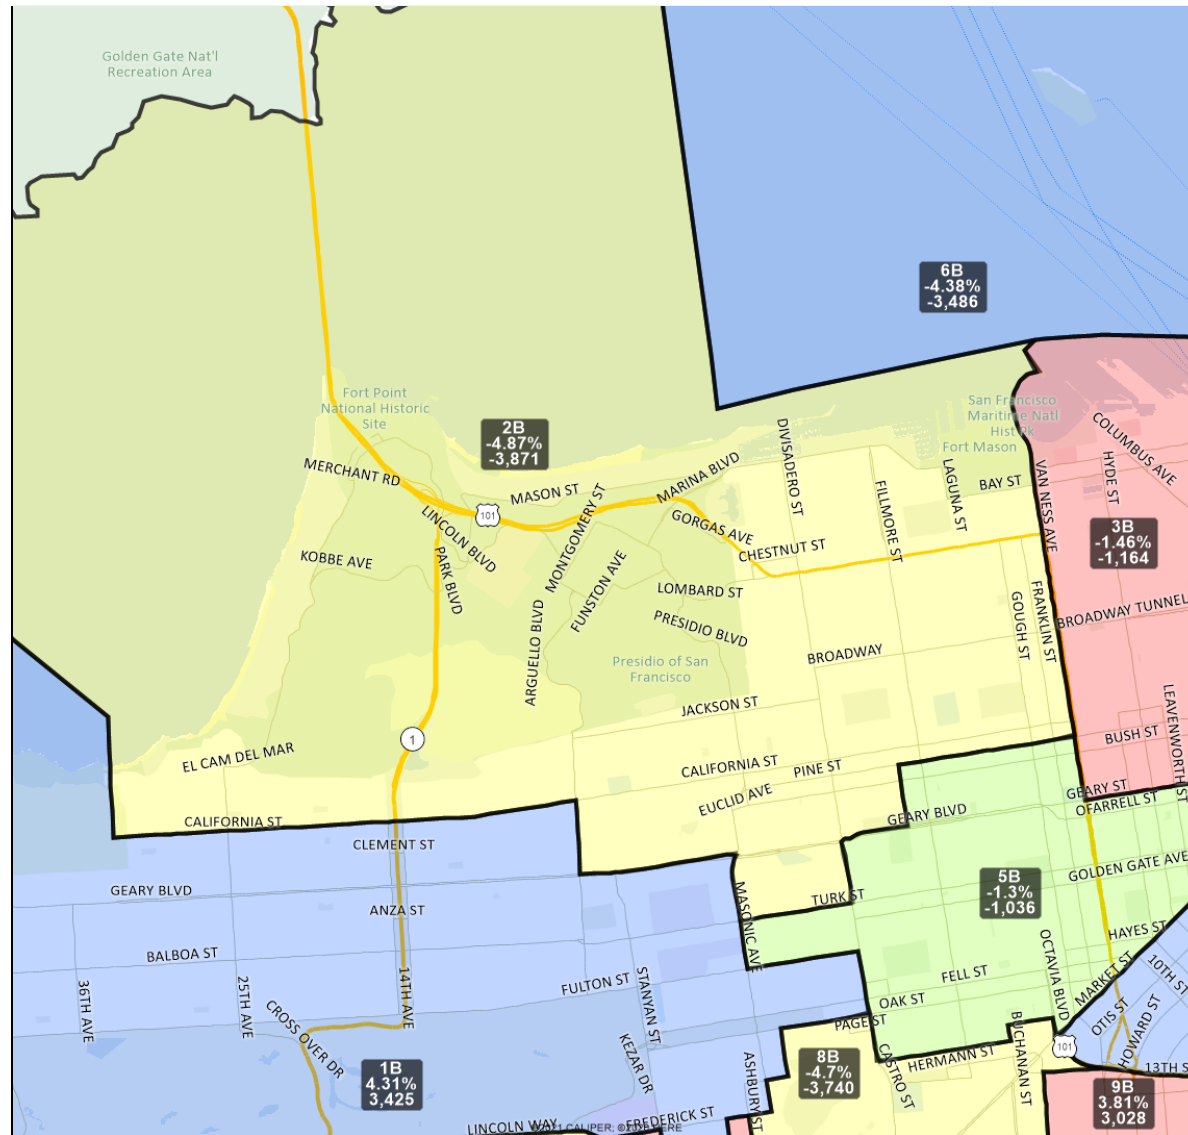 Golden Gate Nat'l
Recreation Area
6B
-4.38%
-3,486
Fort Point
National Historic
Site
2B
-4.87%
-3,871
San Francisco
Maritime Natl
Hist Pk
Fort Mason
COLUMBUS AVE
DIVISADERO ST
MARINA BLVD
MERCHANT RD
MASON ST
LAGUNA ST
BAY ST
VAN NESS AVE
HYDE ST
FILLMORE ST
101
LINCOLN BLVD
MONTGOMERY ST
GORGAS AVE
CHESTNUT ST
3B
-1.46%
-1,164
KOBBE AVE
PARK BLVD
FUNSTON AVE
LOMBARD ST
ARGUELLO BLVD
PRESIDIO BLVD
GOUGH ST
FRANKLIN ST
BROADWAY TUNNEL
BROADWAY
Presidio of San
Francisco
JACKSON ST
LEAVENWORTH ST
1
BUSH ST
EL CAM DEL MAR
CALIFORNIA ST
PINE ST
EUCLID AVE
GEARY ST
OFARRELL ST
CALIFORNIA ST
GEARY BLVD
CLEMENT ST
GOLDEN GATE AVE
5B
-1.3%
-1,036
GEARY BLVD
ANZA ST
MASONIC AVE
TURK ST
HAYES ST
BALBOA ST
OCTAVIA BLVD
MARKET ST
10TH ST
36TH AVE
25TH AVE
14TH AVE
FULTON ST
STANYAN ST
FELL ST
OAK ST
CROSS OVER DR
PAGE ST
OTIS ST
HOWARD ST
KEZAR DR
BUCHANAN ST
101
HERMANN ST
CASTRO ST
13TH S
1B
4.31%
3,425
ASHBURY ST
8B
-4.7%
-3,740
9B
3.81%
3,028
FREDERICK ST
LINCOLN WAY
CALIPER; ©
HERE